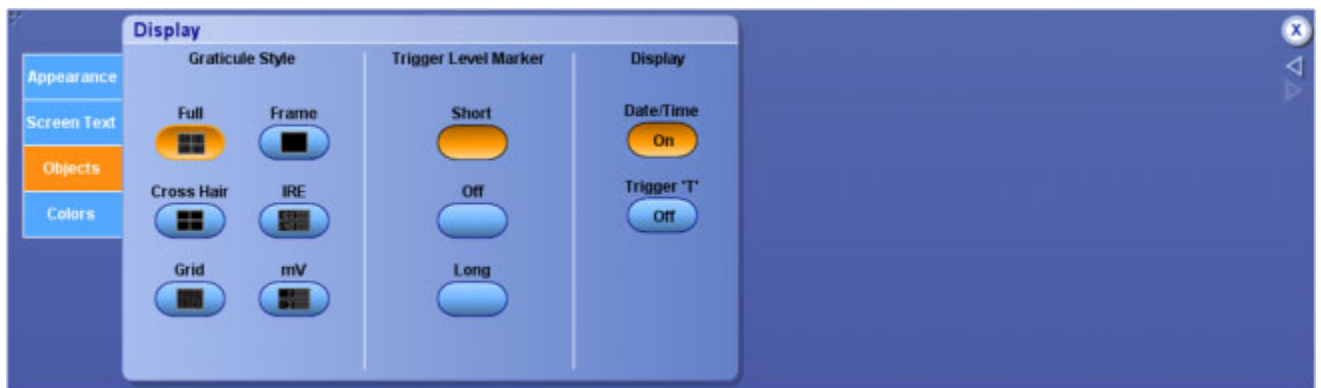 Display
Appearance
Screen Text
Objects
Colors
Graticule Style
Full
Frame
Cross Hair
IRE
Grid
mV
Trigger Level Marker
Short
Off
Long
Display
Date/Time
On
Trigger 'T'
Off
X